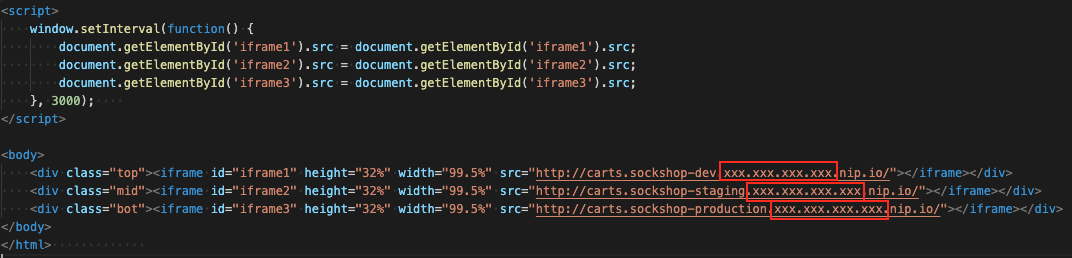 <script>
window.setInterval(function() {
document.getElementById('iframe1').src = document.getElementById('iframe1').src;
document.getElementById('iframe2').src = document.getElementById('iframe2').src;
document.getElementById('iframe3').src = document.getElementById('iframe3').src;
}, 3000);
</script>
<body>
<div class="top"><iframe id="iframe1" height="32%" width="99.5%" src="http://carts.sockshop-dev.xxx.xxx.xxx.xxx.nip.io/"></iframe></div>
<div class="mid"><iframe id="iframe2" height="32%" width="99.5%" src="http://carts.sockshop-staging.xxx.xxx.xxx.xxx.nip.io/"></iframe></div>
<div class="bot"><iframe id="iframe3" height="32%" width="99.5%" src="http://carts.sockshop-production.xxx.xxx.xxx.xxx.nip.io/"></iframe></div>
</body>
</html>